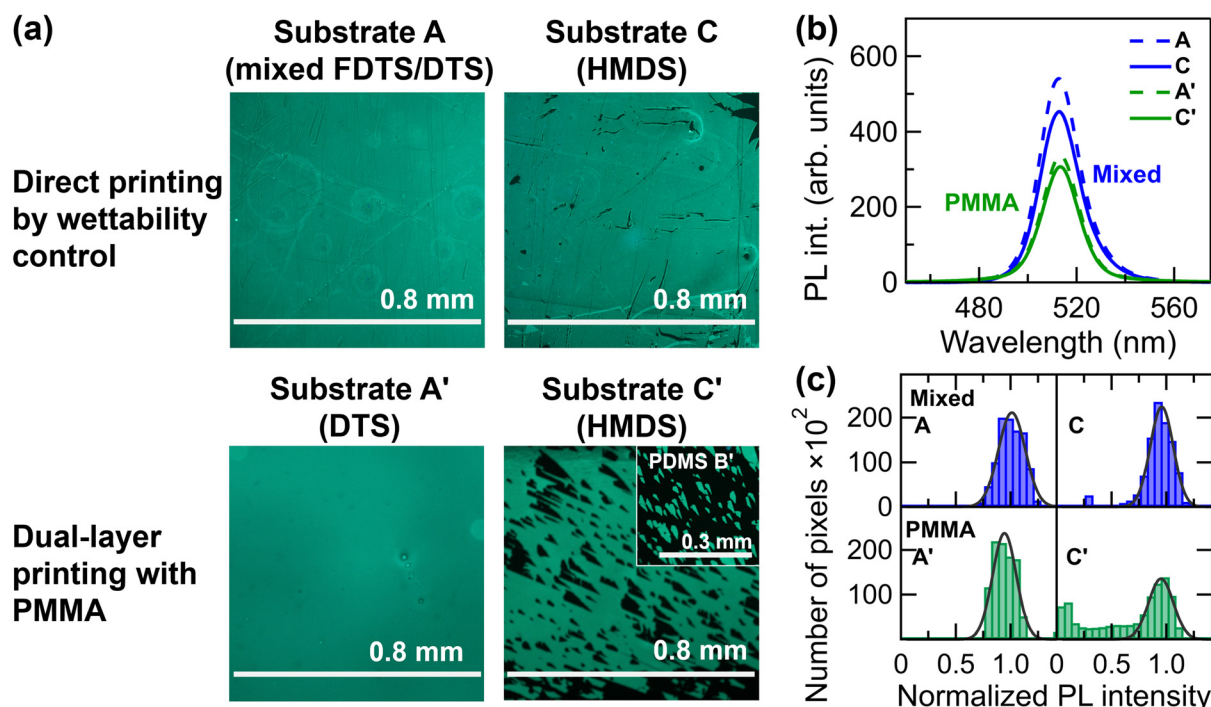 (a)
Substrate A
(mixed FDTS/DTS)
Substrate C
(HMDS)
Direct printing
by wettability
control
0.8 mm
0.8 mm
Substrate A'
(DTS)
Substrate C'
(HMDS)
Dual-layer
printing with
PMMA
0.8 mm
PDMS B'
0.3 mm
0.8 mm
(b)
PL int. (arb. units)
600
400
200
0
A
C
A'
C'
Mixed
PMMA
480
520
560
Wavelength (nm)
(c)
Number of pixels ×10²
200
100
0
200
100
Mixed
A
C
PMMA
A'
C'
0
0.5
1.0
0
0.5
1.0
Normalized PL intensity